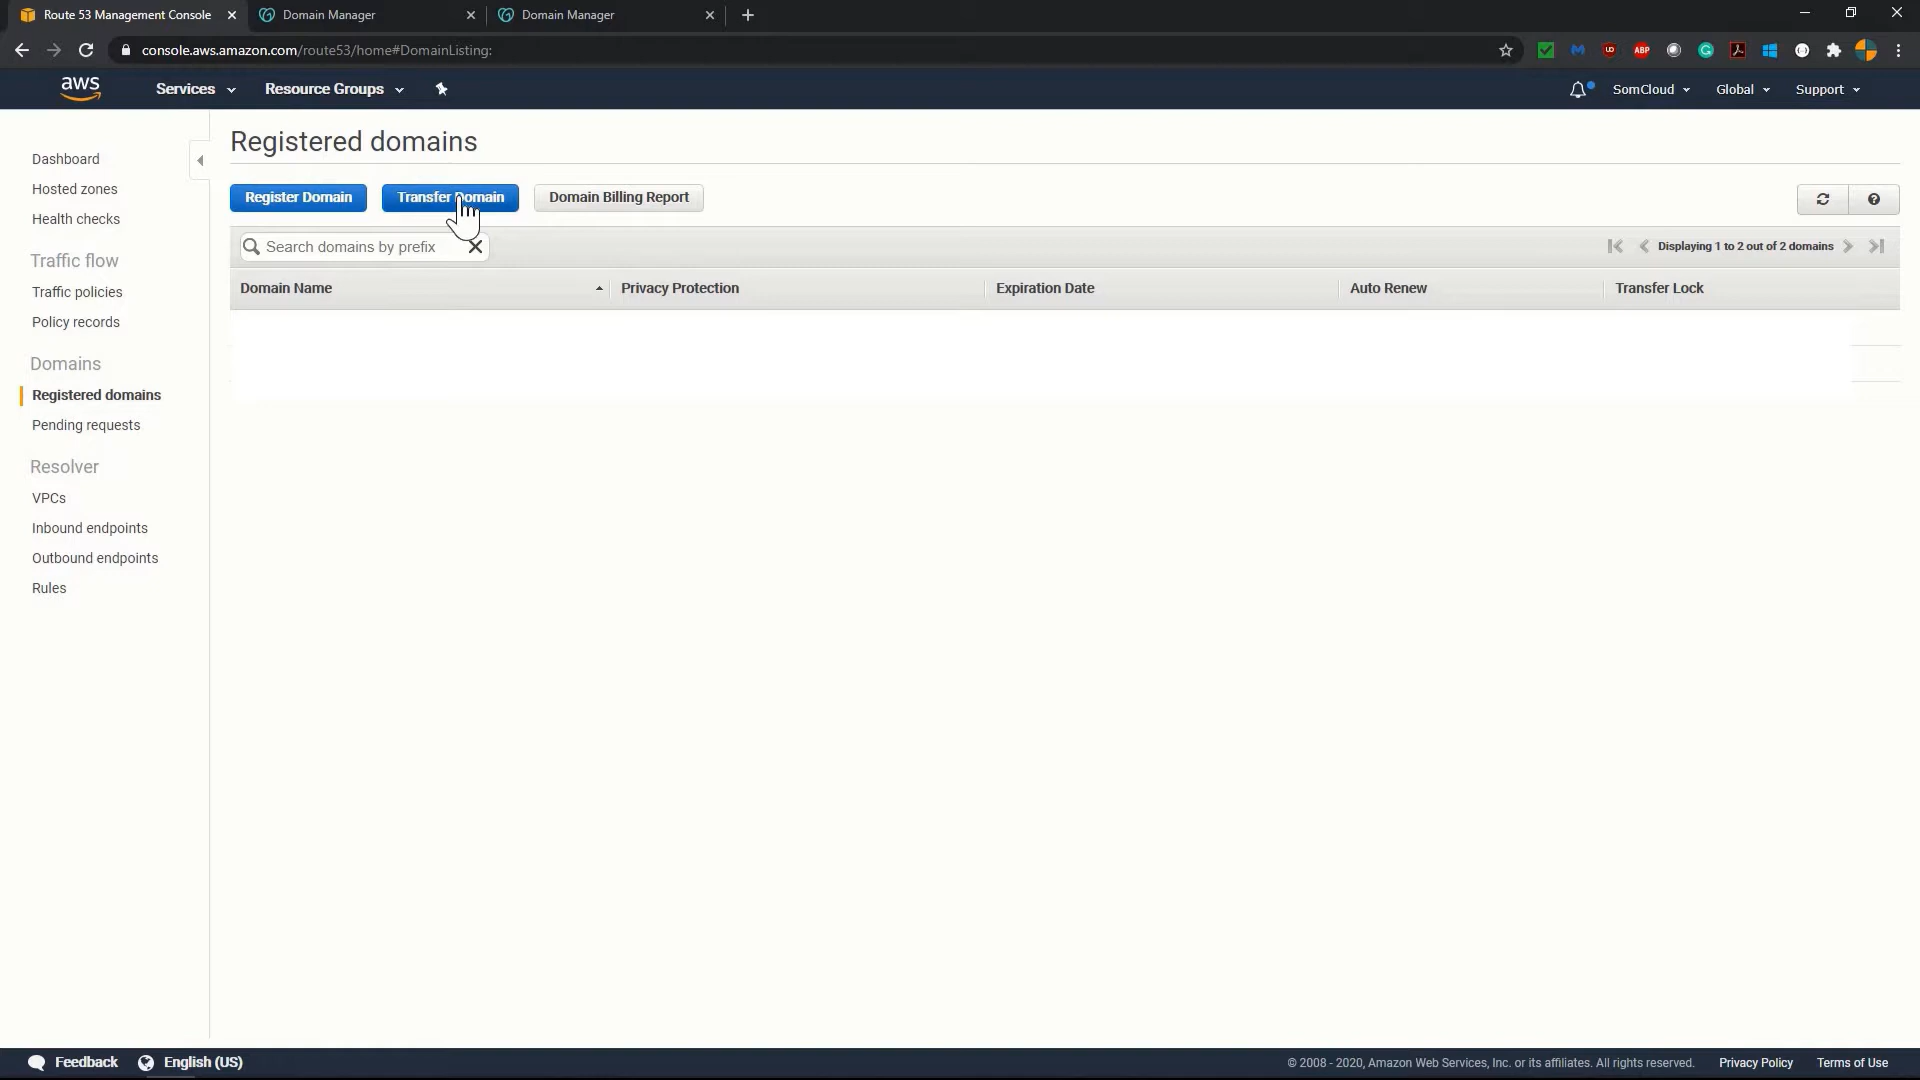 Route 53 Management Console
Domain Manager
Domain Manager
console.aws.amazon.com/route53/home#DomainListing:
ABP
aws
Services
Resource Groups
SomCloud
Global
Support
Dashboard
Hosted zones
Health checks
Traffic flow
Traffic policies
Policy records
Domains
Registered domains
Pending requests
Resolver
VPCs
Inbound endpoints
Outbound endpoints
Rules
Registered domains
Register Domain
Transfer Domain
Domain Billing Report
Search domains by prefix
Displaying 1 to 2 out of 2 domains
Domain Name
Privacy Protection
Expiration Date
Auto Renew
Transfer Lock
Feedback
English (US)
© 2008 - 2020, Amazon Web Services, Inc. or its affiliates. All rights reserved.
Privacy Policy
Terms of Use